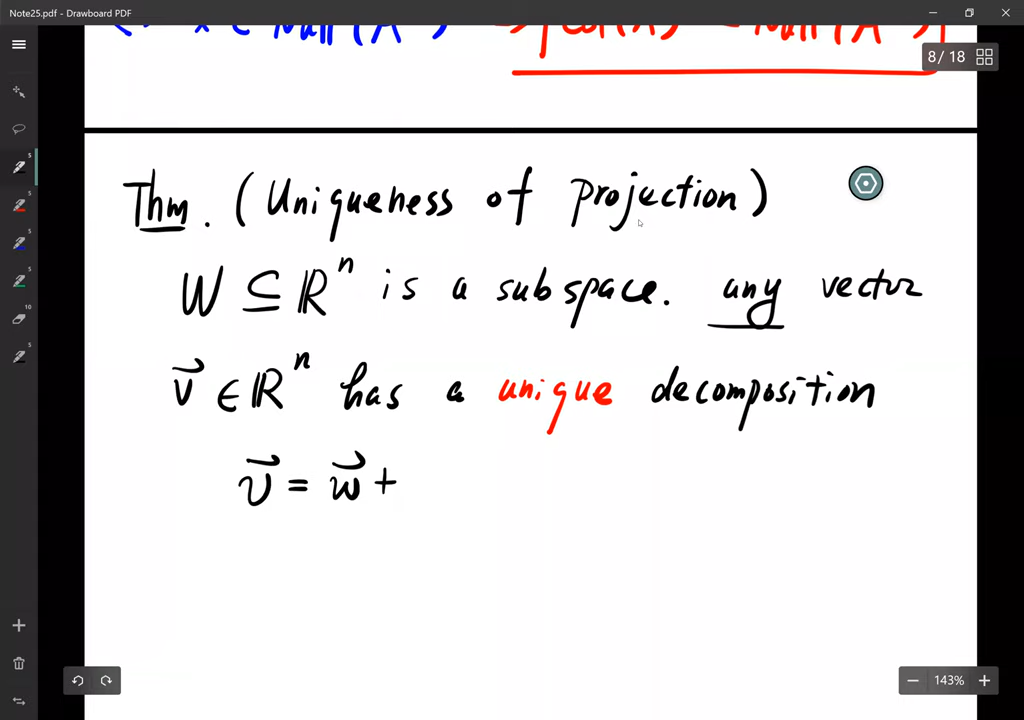 Note25.pdf - Drawboard PDF
8 / 18
Thm. (Uniqueness of Projection)
W ⊆ ℝⁿ is a subspace. any vector
v⃗ ∈ ℝⁿ has a unique decomposition
v⃗ = w⃗ +
143%